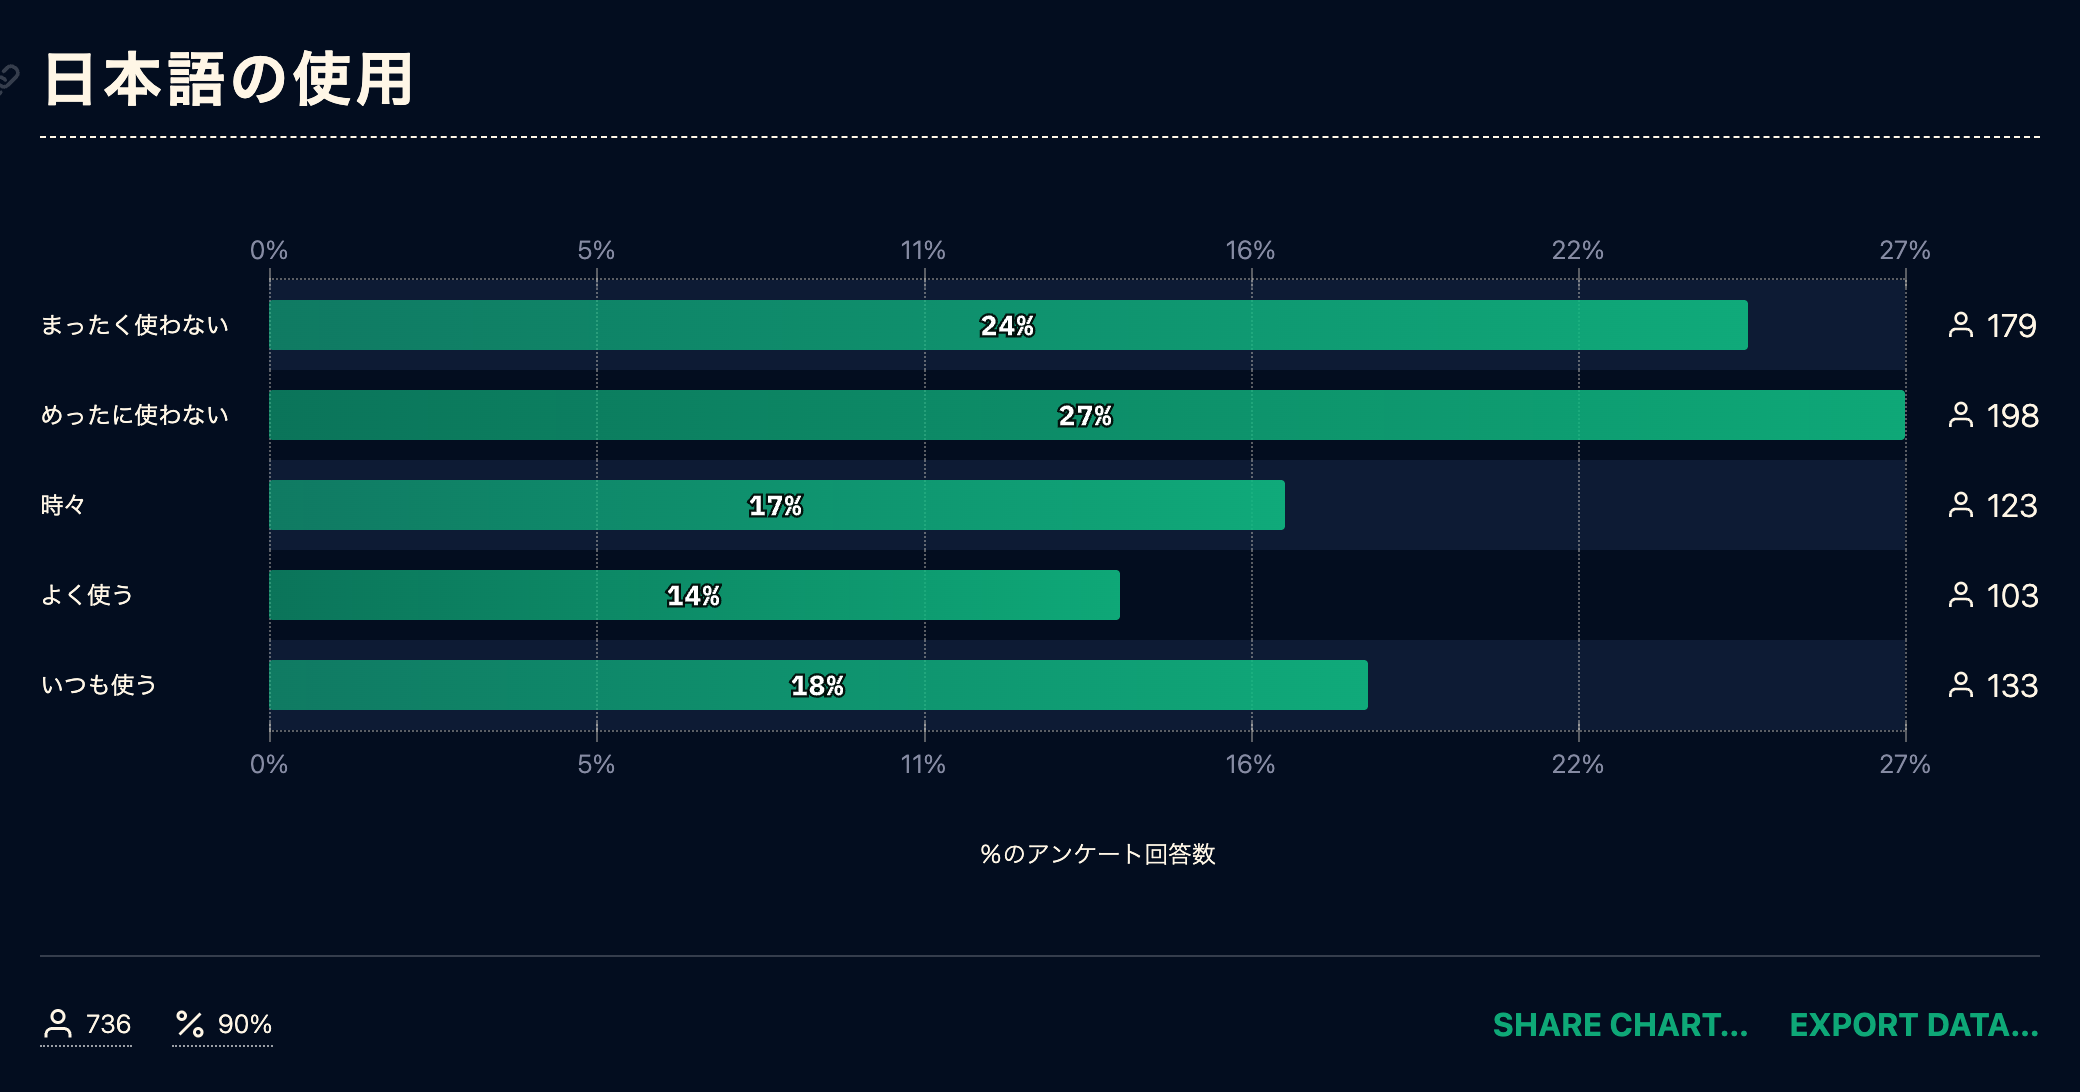 日本語の使用
0% 5% 11% 16% 22% 27%
まったく使わない 24% 179
めったに使わない 27% 198
時々 17% 123
よく使う 14% 103
いつも使う 18% 133
0% 5% 11% 16% 22% 27%
%のアンケート回答数
736 90% SHARE CHART... EXPORT DATA...